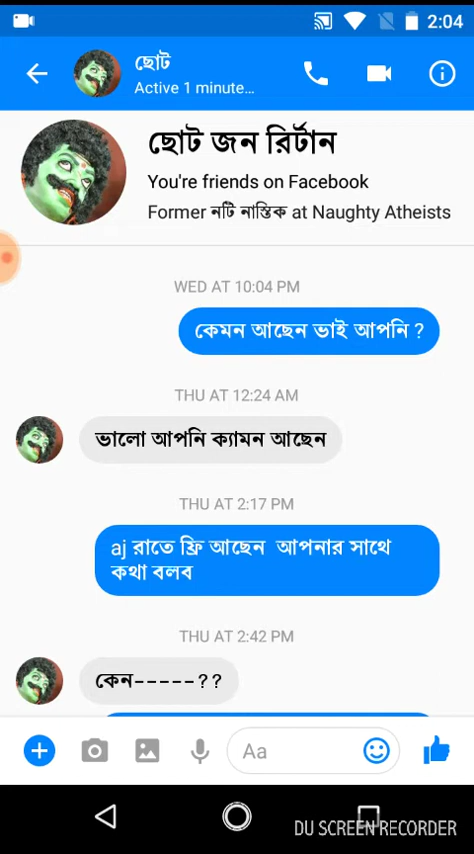 2:04
ছোট
Active 1 minute…
ছোট জন রির্টান
You're friends on Facebook
Former নটি নাস্তিক at Naughty Atheists
WED AT 10:04 PM
কেমন আছেন ভাই আপনি ?
THU AT 12:24 AM
ভালো আপনি ক্যামন আছেন
THU AT 2:17 PM
aj রাতে ফ্রি আছেন আপনার সাথে
কথা বলব
THU AT 2:42 PM
কেন-----??
Aa
DU SCREEN RECORDER